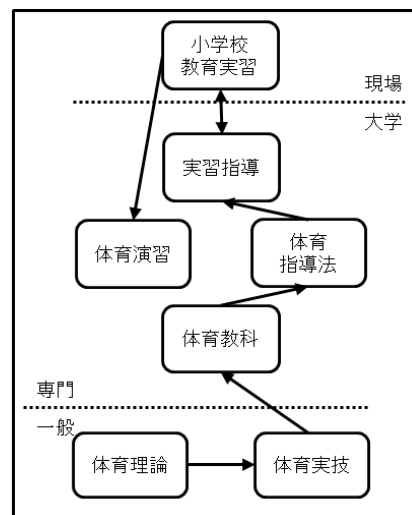 小学校
教育実習
現場
大学
実習指導
体育演習
体育
指導法
体育教科
専門
一般
体育理論
体育実技